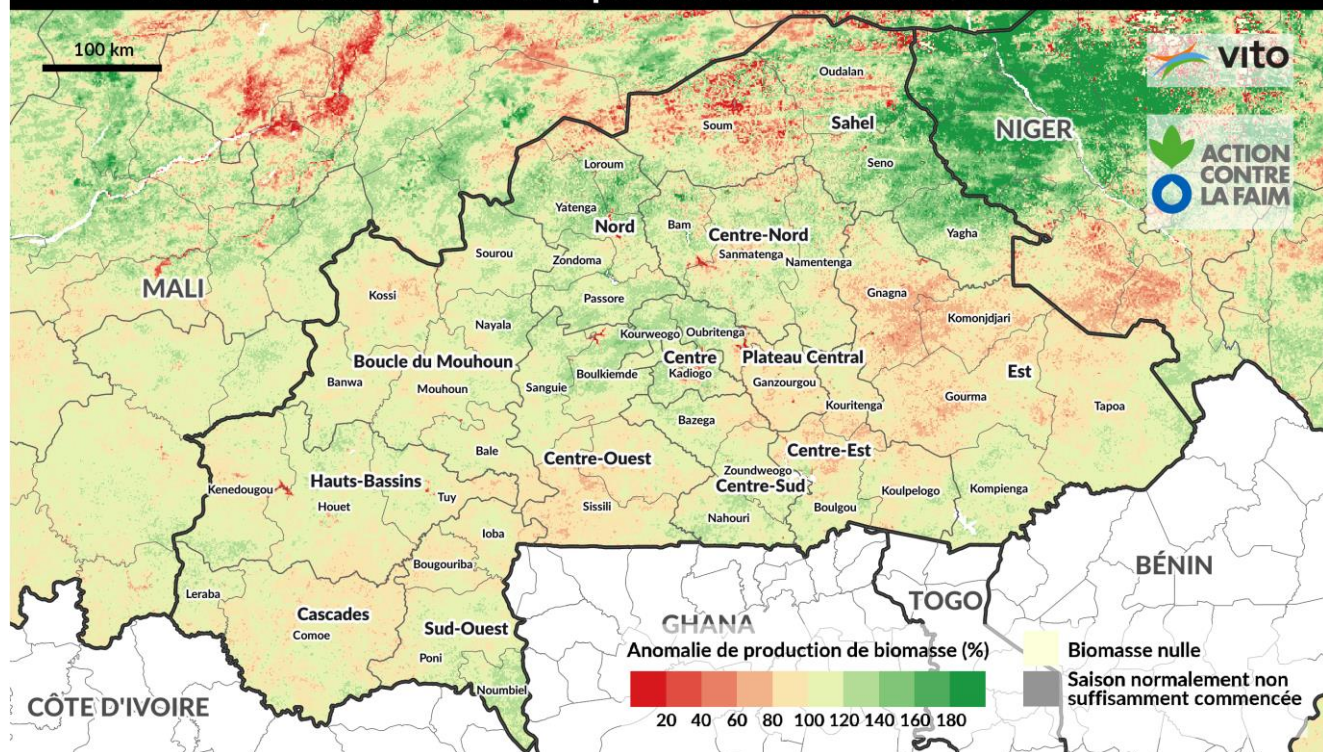 100 km
vito
ACTION
CONTRE
LA FAIM
Oudalan
Soum
Sahel
NIGER
Loroum
Seno
Yatenga
Nord
Bam
Centre-Nord
Yagha
Sourou
Zondoma
Sanmatenga
Namentenga
MALI
Kossi
Passore
Gnagna
Komonjdjari
Nayala
Kourweogo
Oubritenga
Boucle du Mouhoun
Centre
Plateau Central
Est
Banwa
Mouhoun
Sanguie
Boulkiemde
Kadiogo
Ganzourgou
Gourma
Kouritenga
Tapoa
Bazega
Bale
Centre-Ouest
Centre-Est
Hauts-Bassins
Zoundweogo
Centre-Sud
Kenedougou
Houet
Tuy
Sissili
Koulpelogo
Kompienga
Nahouri
Boulgou
Ioba
Bougouriba
BÉNIN
Leraba
Cascades
Comoe
Sud-Ouest
TOGO
GHANA
Poni
Noumbiel
CÔTE D'IVOIRE
Anomalie de production de biomasse (%)
20 40 60 80 100 120 140 160 180
Biomasse nulle
Saison normalement non
suffisamment commencée